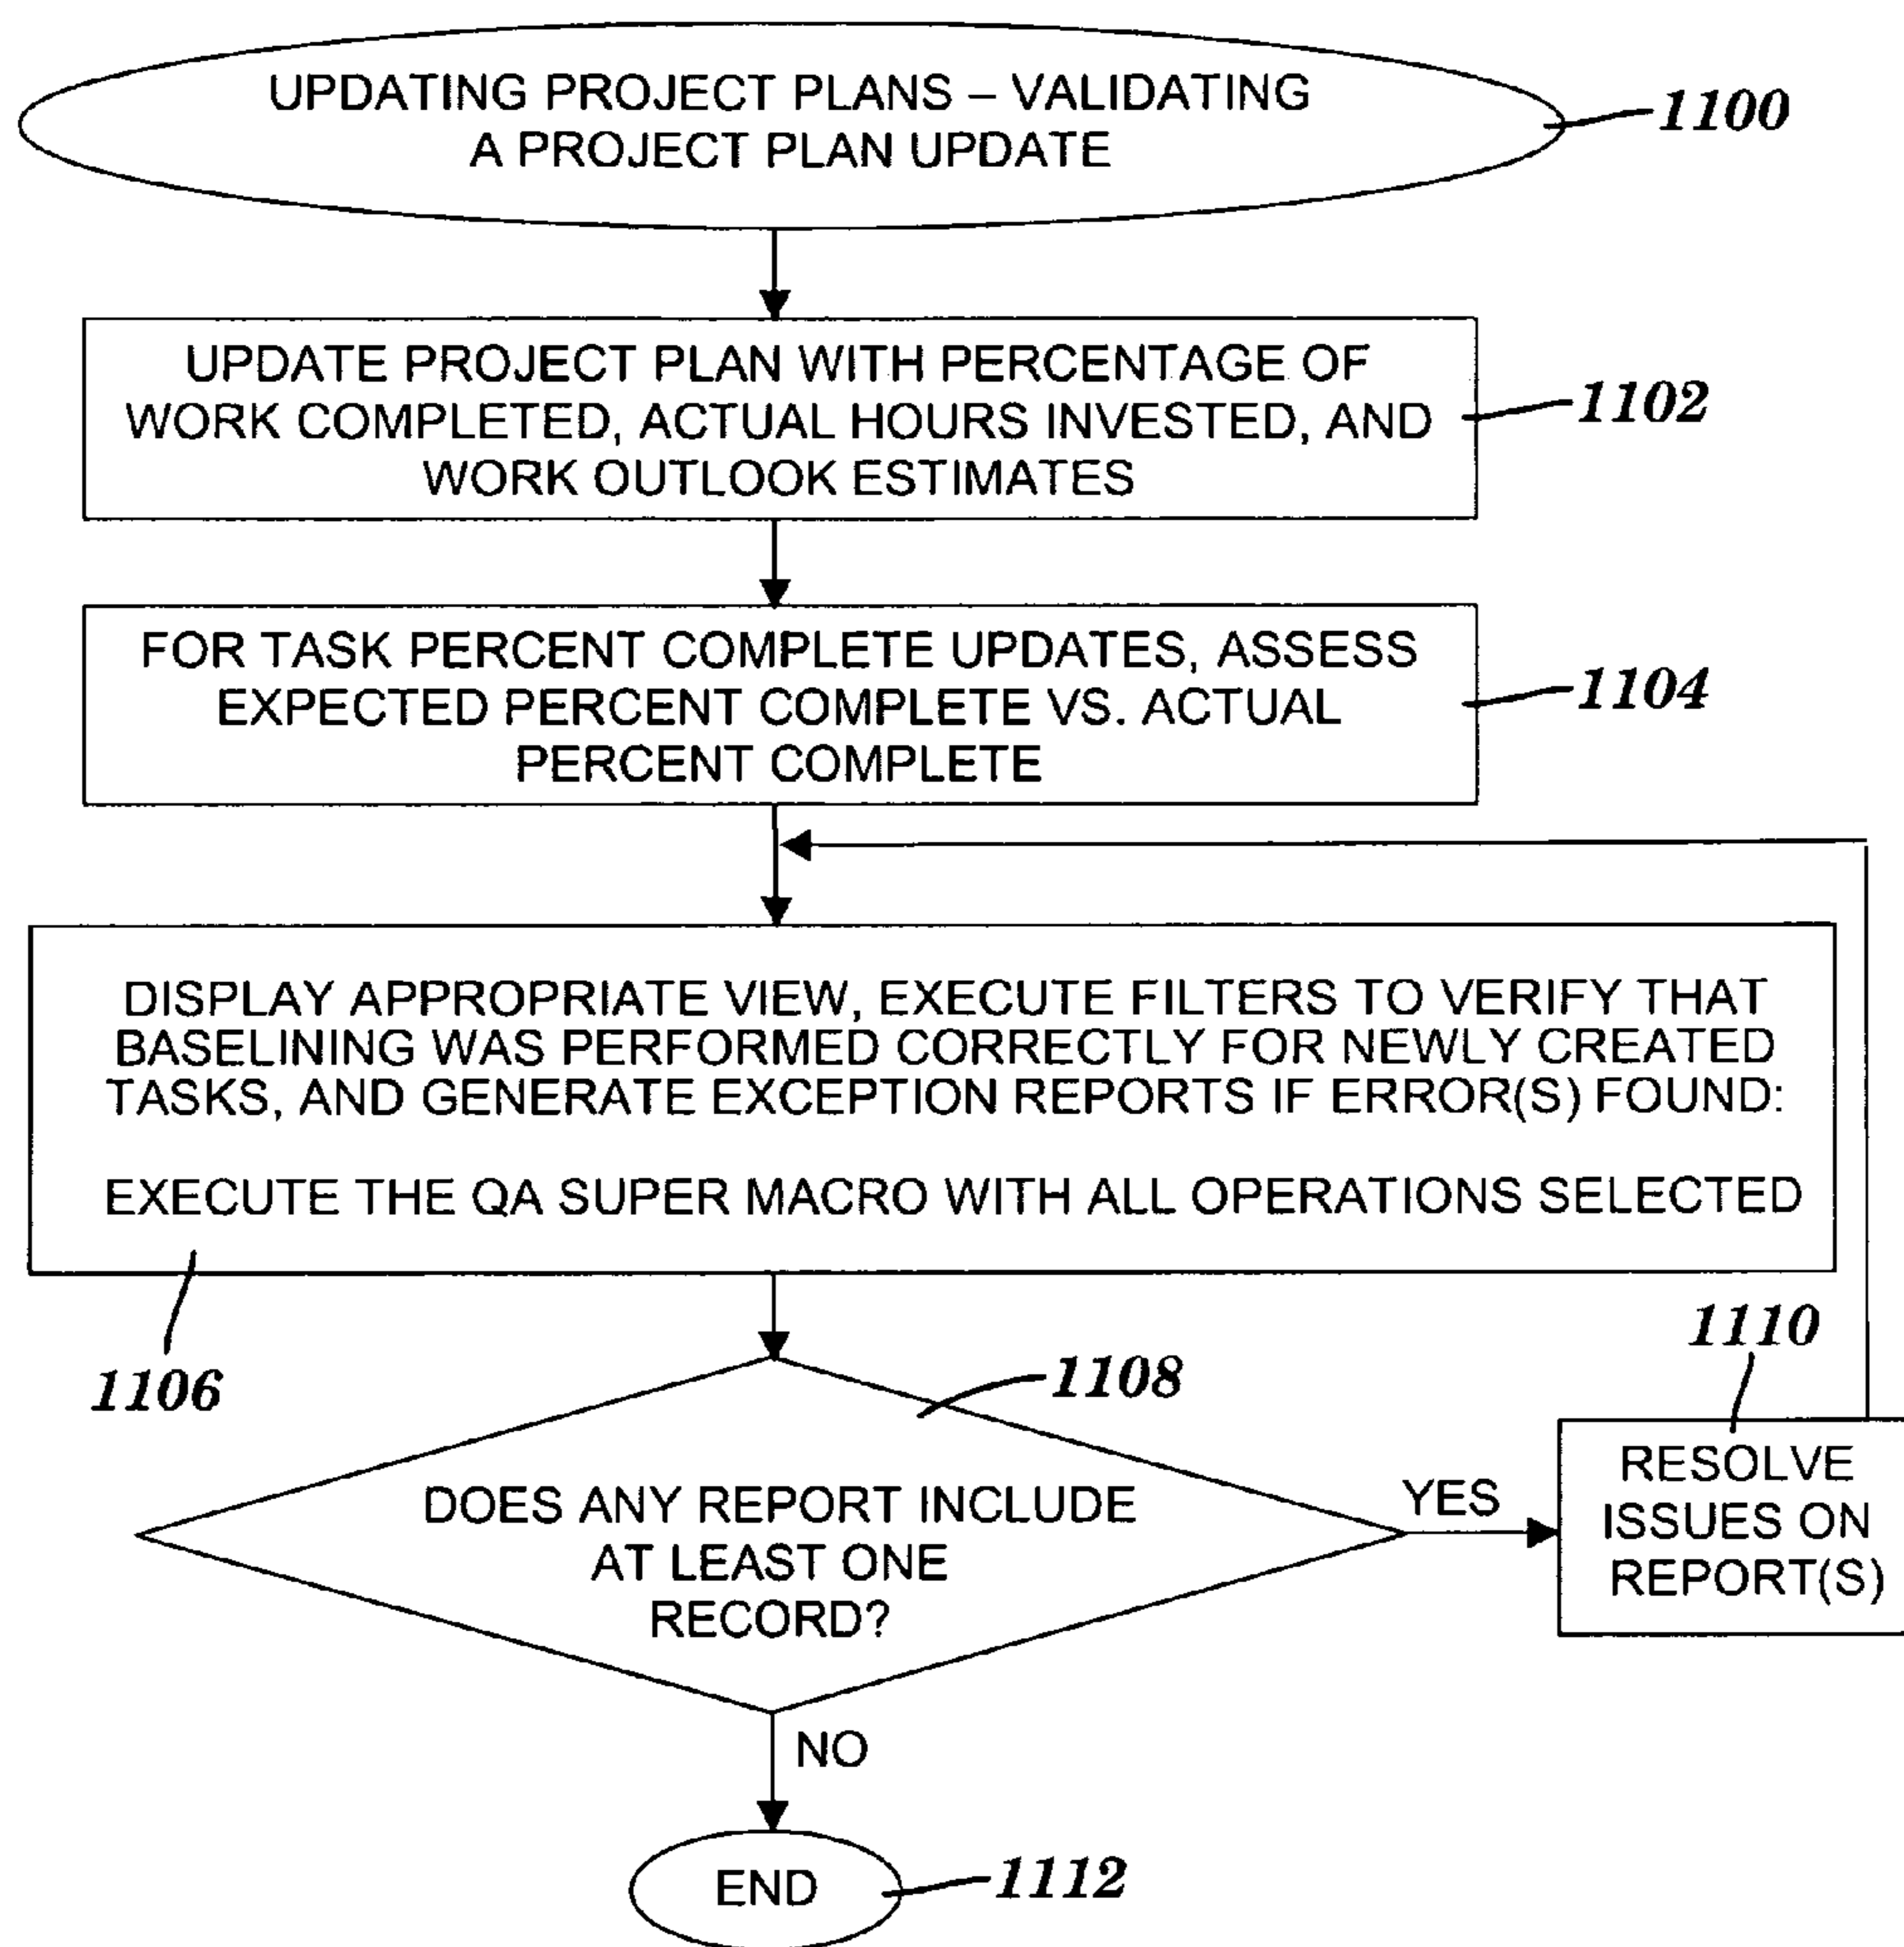 UPDATING PROJECT PLANS – VALIDATING
A PROJECT PLAN UPDATE
1100
UPDATE PROJECT PLAN WITH PERCENTAGE OF
WORK COMPLETED, ACTUAL HOURS INVESTED, AND
WORK OUTLOOK ESTIMATES
1102
FOR TASK PERCENT COMPLETE UPDATES, ASSESS
EXPECTED PERCENT COMPLETE VS. ACTUAL
PERCENT COMPLETE
1104
DISPLAY APPROPRIATE VIEW, EXECUTE FILTERS TO VERIFY THAT
BASELINING WAS PERFORMED CORRECTLY FOR NEWLY CREATED
TASKS, AND GENERATE EXCEPTION REPORTS IF ERROR(S) FOUND:
EXECUTE THE QA SUPER MACRO WITH ALL OPERATIONS SELECTED
1106
1108
DOES ANY REPORT INCLUDE
AT LEAST ONE
RECORD?
YES
1110
RESOLVE
ISSUES ON
REPORT(S)
NO
END
1112